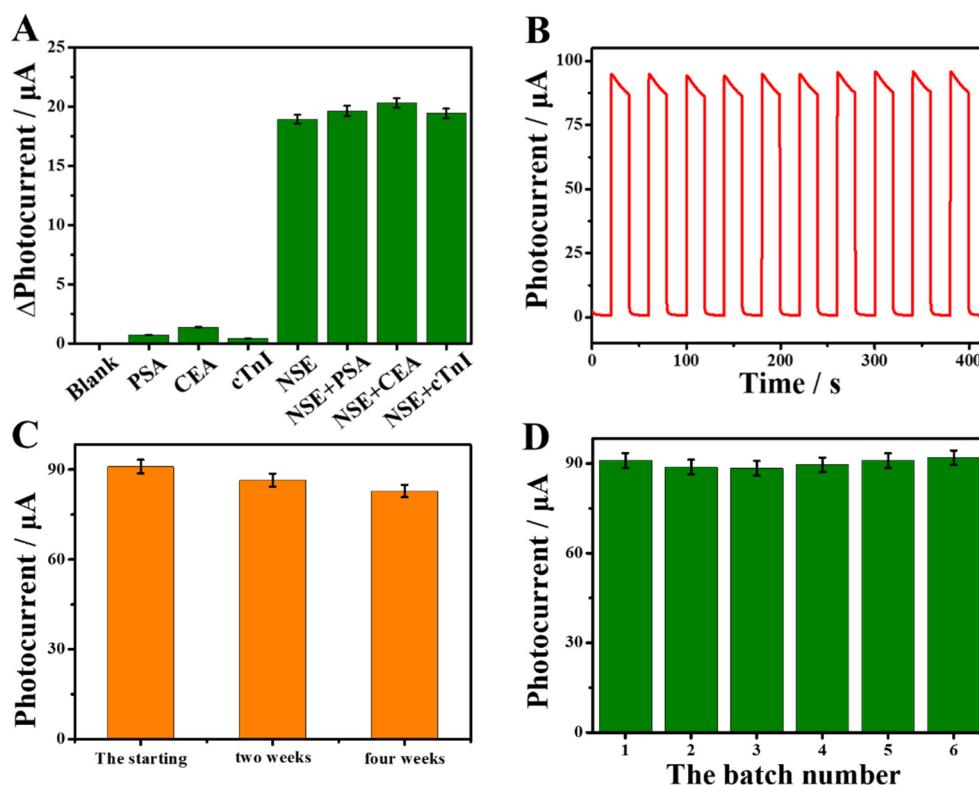 A
ΔPhotocurrent / μA
25
20
15
10
5
0
Blank
PSA
CEA
cTnI
NSE
NSE+PSA
NSE+CEA
NSE+cTnI
B
Photocurrent / μA
100
75
50
25
0
0
100
200
300
400
Time / s
C
Photocurrent / μA
90
60
30
0
The starting
two weeks
four weeks
D
Photocurrent / μA
90
60
30
0
1
2
3
4
5
6
The batch number